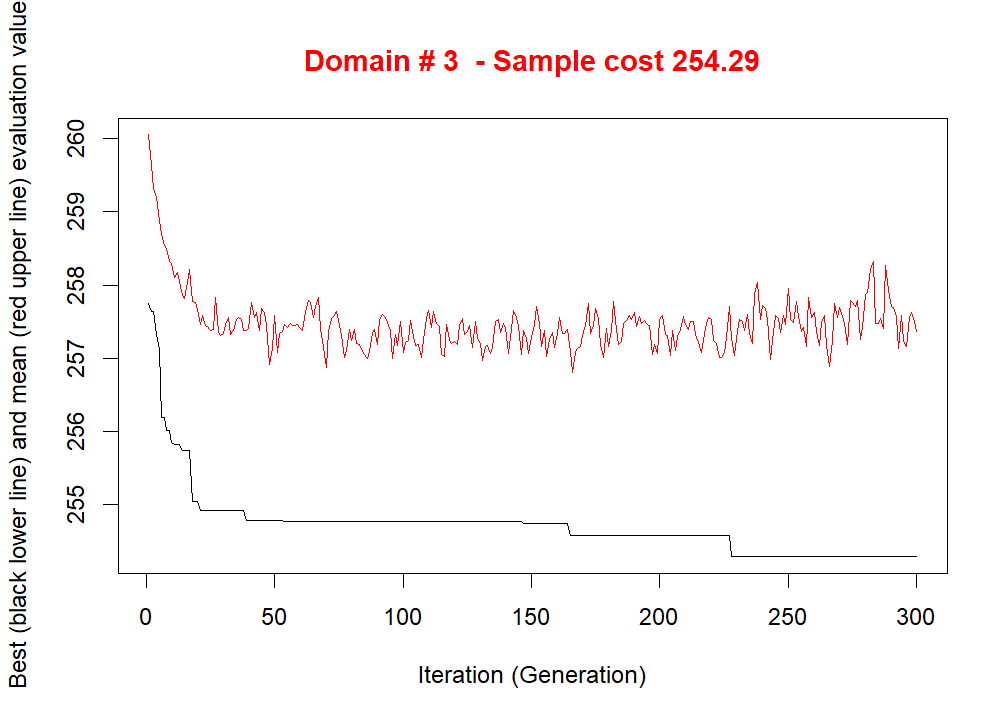 Domain # 3  - Sample cost 254.29
Best (black lower line) and mean (red upper line) evaluation value
260
259
258
257
256
255
0 50 100 150 200 250 300
Iteration (Generation)